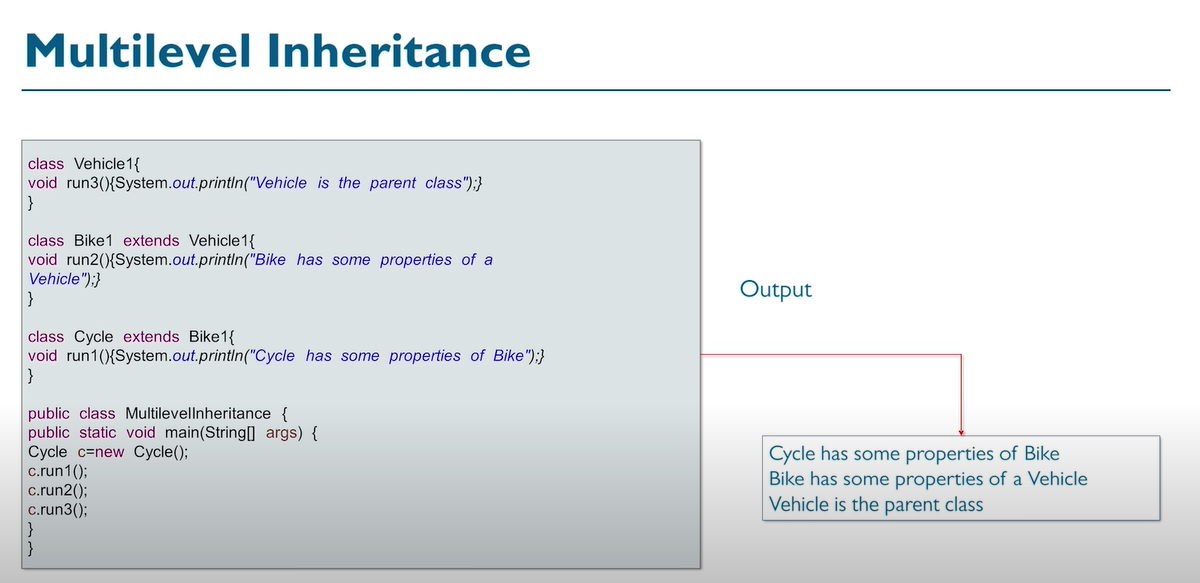 Multilevel Inheritance
class Vehicle1{
void run3(){System.out.println("Vehicle is the parent class");}
}
class Bike1 extends Vehicle1{
void run2(){System.out.println("Bike has some properties of a
Vehicle");}
}
class Cycle extends Bike1{
void run1(){System.out.println("Cycle has some properties of Bike");}
}
public class MultilevelInheritance {
public static void main(String[] args) {
Cycle c=new Cycle();
c.run1();
c.run2();
c.run3();
}
}
Output
Cycle has some properties of Bike
Bike has some properties of a Vehicle
Vehicle is the parent class